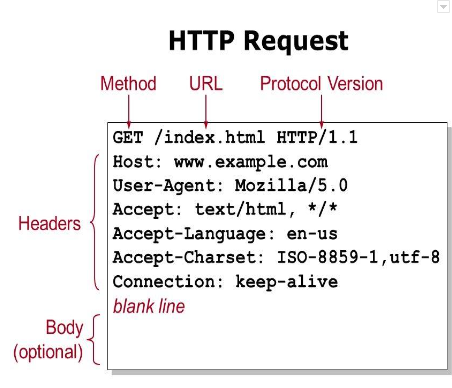 HTTP Request
Method URL Protocol Version
GET /index.html HTTP/1.1
Host: www.example.com
User-Agent: Mozilla/5.0
Accept: text/html, */*
Accept-Language: en-us
Headers
Accept-Charset: ISO-8859-1,utf-8
Connection: keep-alive
blank line
Body
(optional)